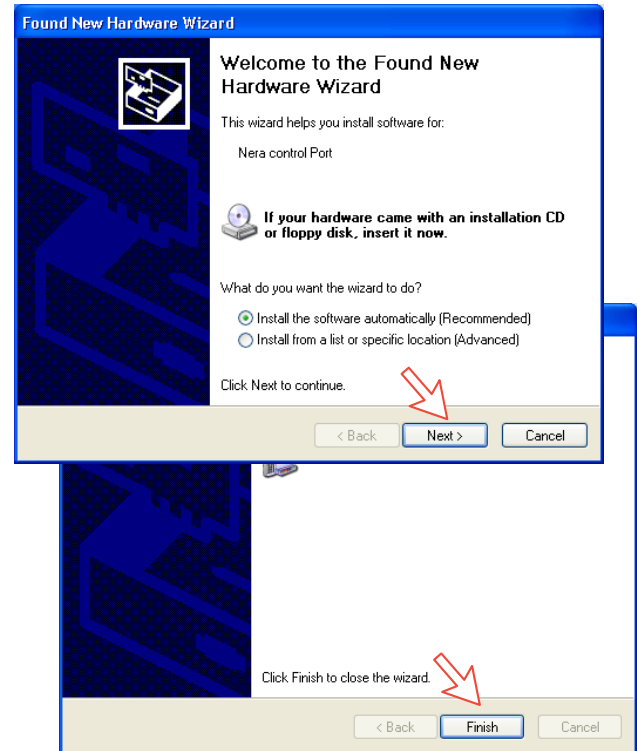 Found New Hardware Wizard
Welcome to the Found New
Hardware Wizard
This wizard helps you install software for:
Nera control Port
If your hardware came with an installation CD
or floppy disk, insert it now.
What do you want the wizard to do?
Install the software automatically (Recommended)
Install from a list or specific location (Advanced)
Click Next to continue.
< Back
Next >
Cancel
Click Finish to close the wizard.
< Back
Finish
Cancel